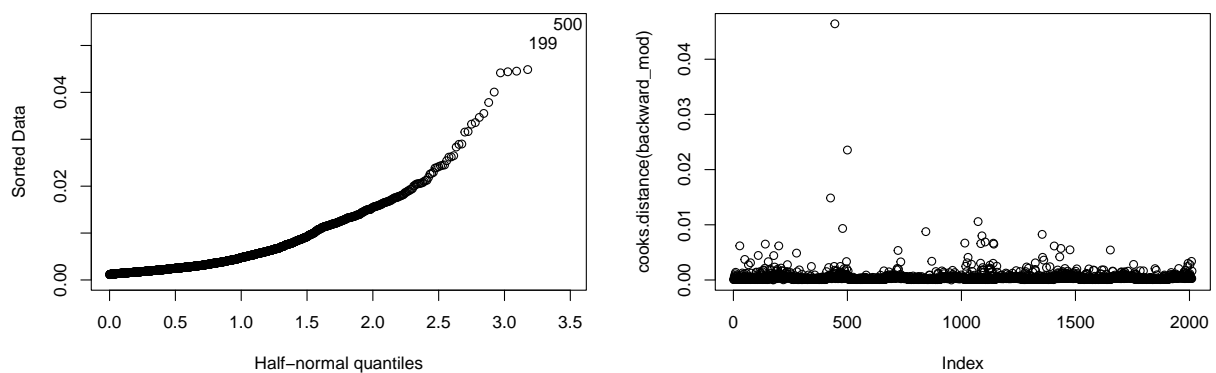 500
199
0.00 0.02 0.04
Sorted Data
0.0 0.5 1.0 1.5 2.0 2.5 3.0 3.5
Half−normal quantiles
0.00 0.01 0.02 0.03 0.04
cooks.distance(backward_mod)
0 500 1000 1500 2000
Index